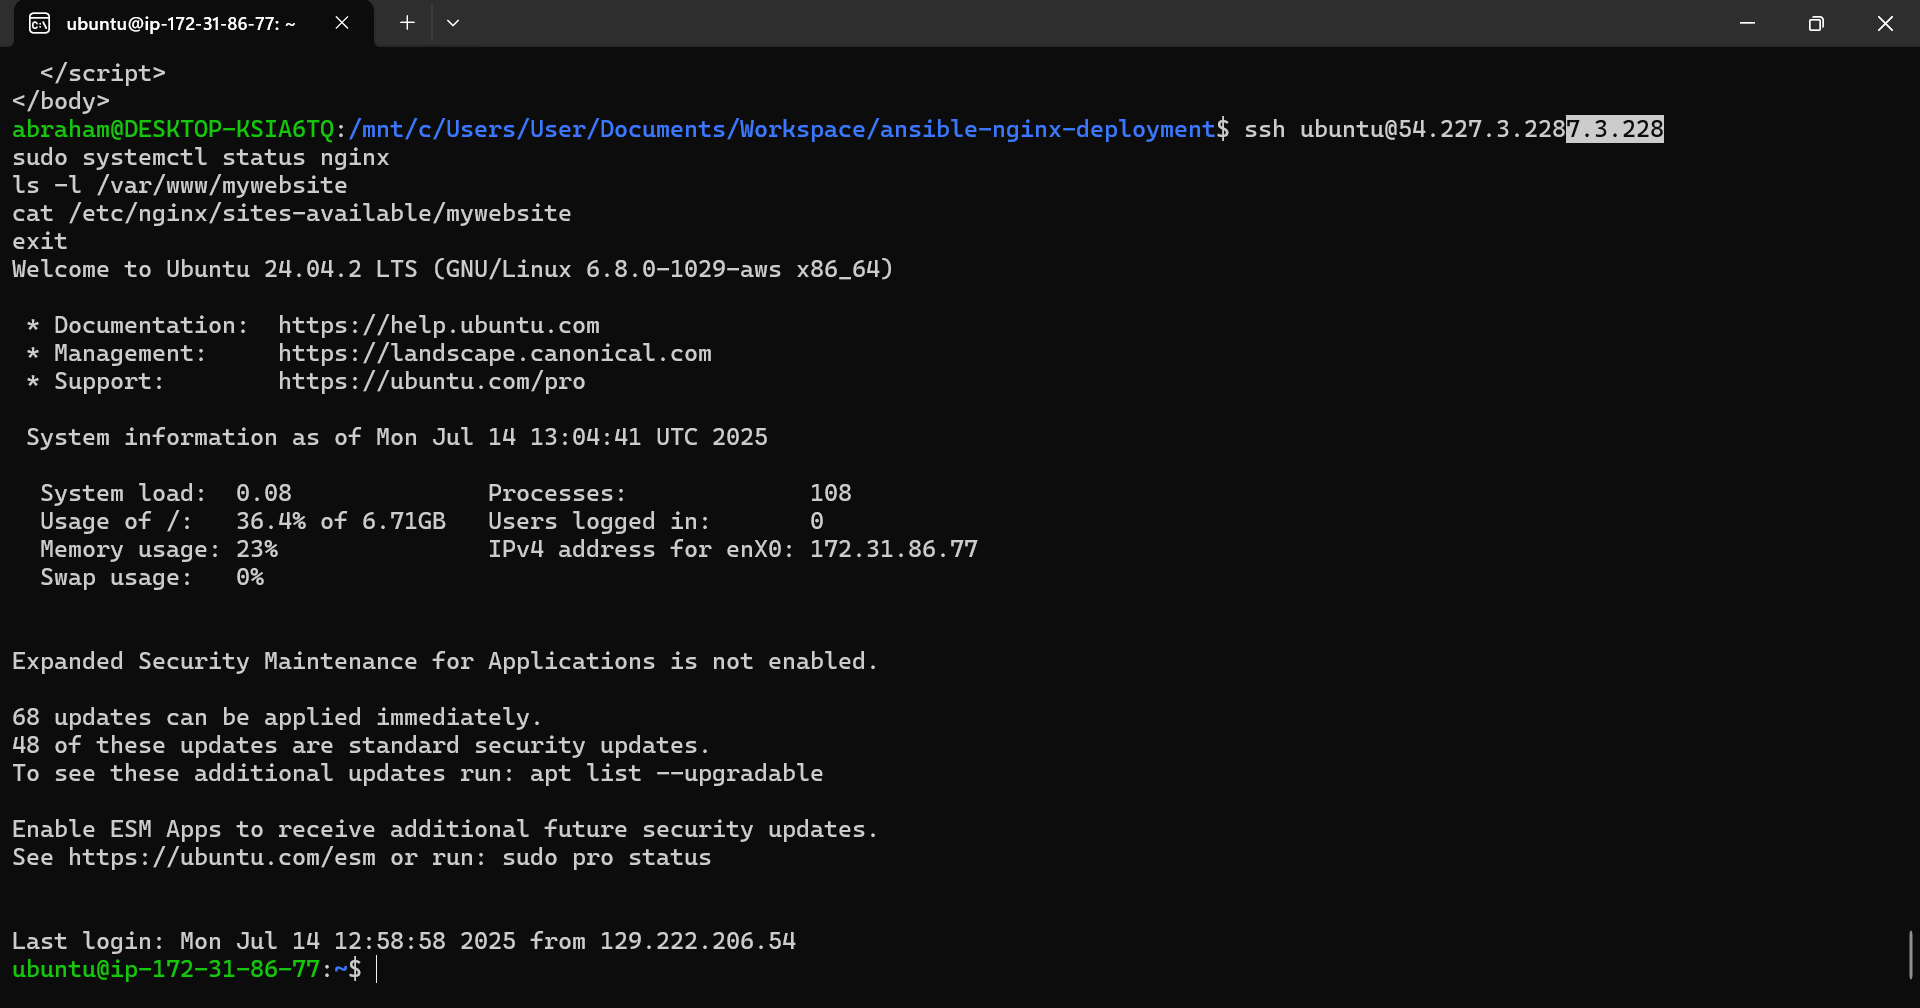 ubuntu@ip-172-31-86-77: ~
  </script>
</body>
abraham@DESKTOP-KSIA6TQ:/mnt/c/Users/User/Documents/Workspace/ansible-nginx-deployment$ ssh ubuntu@54.227.3.2287.3.228
sudo systemctl status nginx
ls -l /var/www/mywebsite
cat /etc/nginx/sites-available/mywebsite
exit
Welcome to Ubuntu 24.04.2 LTS (GNU/Linux 6.8.0-1029-aws x86_64)

 * Documentation:  https://help.ubuntu.com
 * Management:     https://landscape.canonical.com
 * Support:        https://ubuntu.com/pro

 System information as of Mon Jul 14 13:04:41 UTC 2025

  System load:  0.08              Processes:             108
  Usage of /:   36.4% of 6.71GB   Users logged in:       0
  Memory usage: 23%               IPv4 address for enX0: 172.31.86.77
  Swap usage:   0%

Expanded Security Maintenance for Applications is not enabled.

68 updates can be applied immediately.
48 of these updates are standard security updates.
To see these additional updates run: apt list --upgradable

Enable ESM Apps to receive additional future security updates.
See https://ubuntu.com/esm or run: sudo pro status

Last login: Mon Jul 14 12:58:58 2025 from 129.222.206.54
ubuntu@ip-172-31-86-77:~$